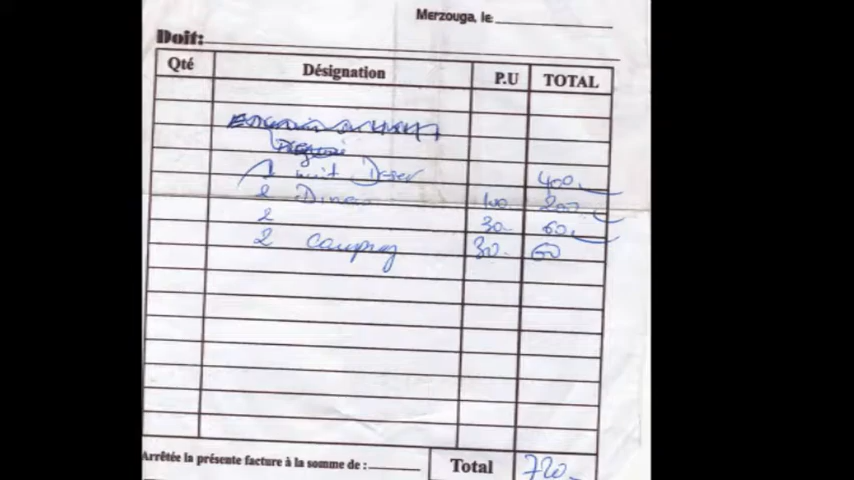 Merzouga, le:
Doit:
Qté Désignation P.U TOTAL
1 nuit Deser 400
2 Diner 100 200
2 30 60
2 Camping 30 60
Arrêtée la présente facture à la somme de : Total 720